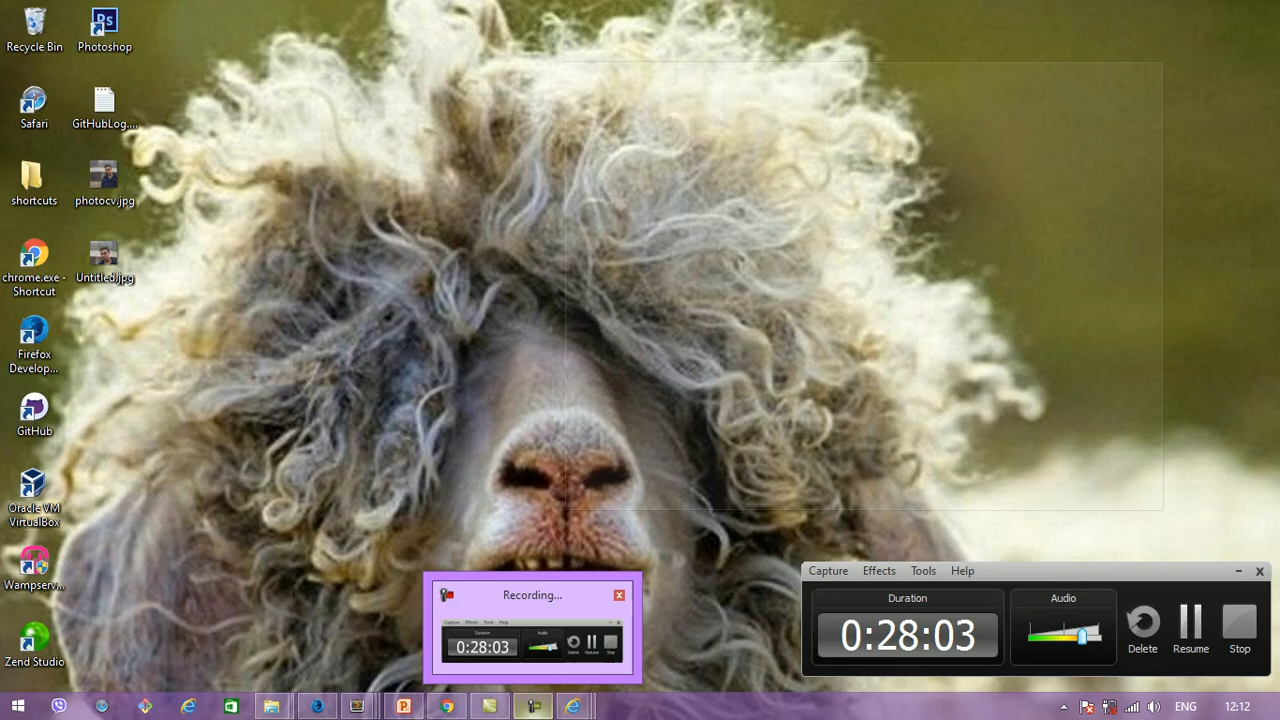 Recycle Bin
Photoshop
Safari
GitHubLog....
shortcuts
photocv.jpg
chrome.exe -
Shortcut
Untitled.jpg
Firefox
Develop...
GitHub
Oracle VM
VirtualBox
Wampserv...
Zend Studio
Recording...
Capture Effects Tools Help
Duration
Audio
0:28:03
Delete
Resume
Stop
Capture Effects Tools Help
Duration
Audio
0:28:03
Delete
Resume
Stop
ENG
12:12